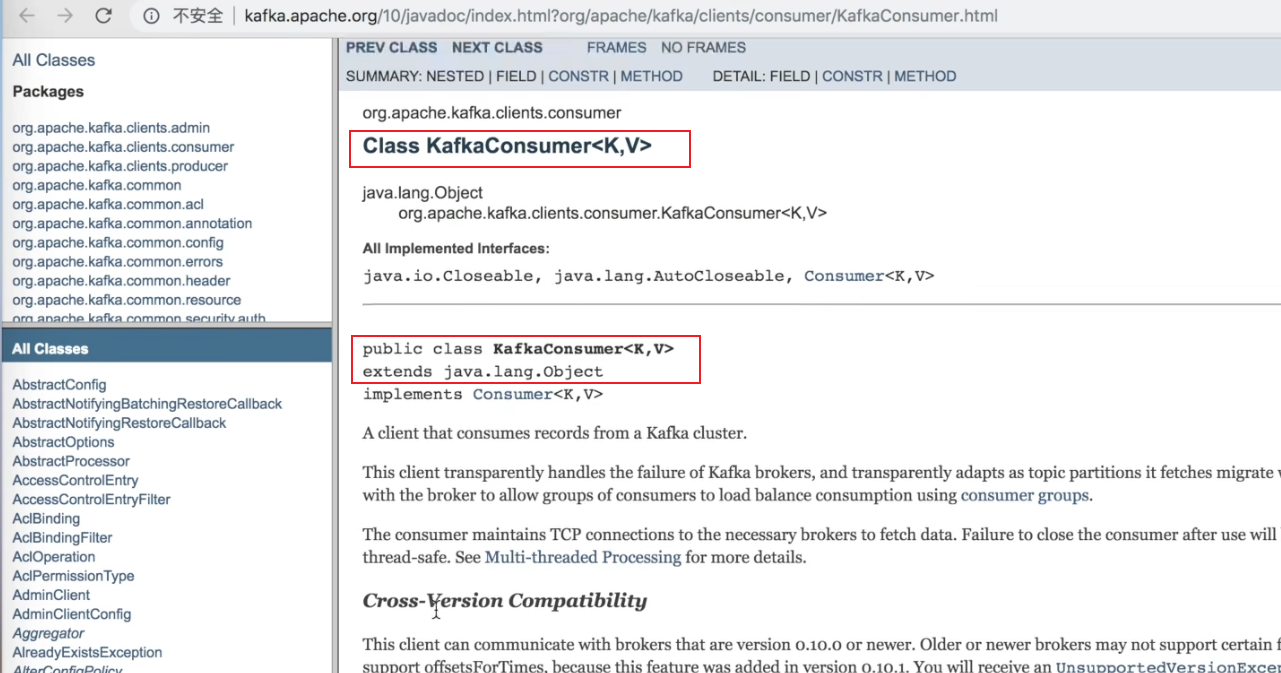 不安全 kafka.apache.org/10/javadoc/index.html?org/apache/kafka/clients/consumer/KafkaConsumer.html
All Classes
Packages
org.apache.kafka.clients.admin
org.apache.kafka.clients.consumer
org.apache.kafka.clients.producer
org.apache.kafka.common
org.apache.kafka.common.acl
org.apache.kafka.common.annotation
org.apache.kafka.common.config
org.apache.kafka.common.errors
org.apache.kafka.common.header
org.apache.kafka.common.resource
org.apache.kafka.common.security.auth
All Classes
AbstractConfig
AbstractNotifyingBatchingRestoreCallback
AbstractNotifyingRestoreCallback
AbstractOptions
AbstractProcessor
AccessControlEntry
AccessControlEntryFilter
AclBinding
AclBindingFilter
AclOperation
AclPermissionType
AdminClient
AdminClientConfig
Aggregator
AlreadyExistsException
AlterConfigPolicy
PREV CLASS NEXT CLASS FRAMES NO FRAMES
SUMMARY: NESTED | FIELD | CONSTR | METHOD DETAIL: FIELD | CONSTR | METHOD
org.apache.kafka.clients.consumer
Class KafkaConsumer<K,V>
java.lang.Object
org.apache.kafka.clients.consumer.KafkaConsumer<K,V>
All Implemented Interfaces:
java.io.Closeable, java.lang.AutoCloseable, Consumer<K,V>
public class KafkaConsumer<K,V>
extends java.lang.Object
implements Consumer<K,V>
A client that consumes records from a Kafka cluster.
This client transparently handles the failure of Kafka brokers, and transparently adapts as topic partitions it fetches migrate
with the broker to allow groups of consumers to load balance consumption using consumer groups.
The consumer maintains TCP connections to the necessary brokers to fetch data. Failure to close the consumer after use will
thread-safe. See Multi-threaded Processing for more details.
Cross-Version Compatibility
This client can communicate with brokers that are version 0.10.0 or newer. Older or newer brokers may not support certain
support offsetsForTimes, because this feature was added in version 0.10.1. You will receive an UnsupportedVersionExce